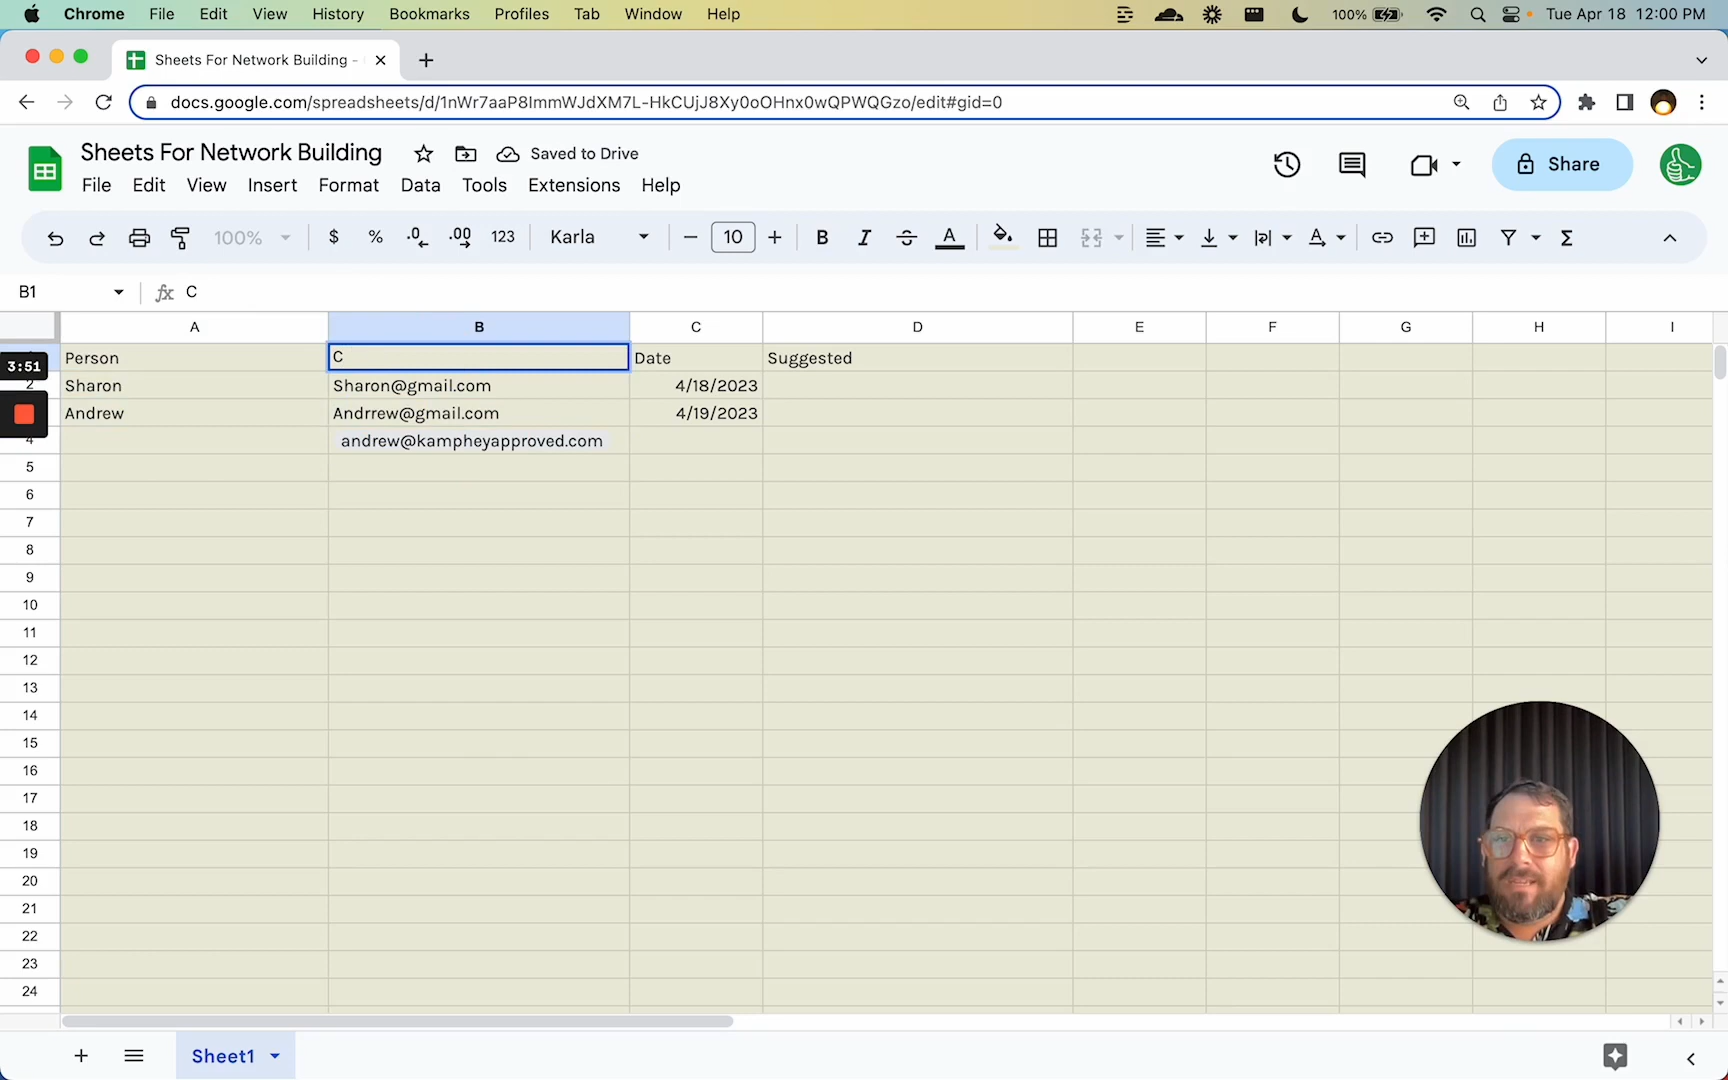 Chrome File Edit View History Bookmarks Profiles Tab Window Help 100% Tue Apr 18 12:00 PM
Sheets For Network Building -
docs.google.com/spreadsheets/d/1nWr7aaP8ImmWJdXM7L-HkCUjJ8Xy0oOHnx0wQPWQGzo/edit#gid=0
Sheets For Network Building Saved to Drive
File Edit View Insert Format Data Tools Extensions Help
Share
100% $ % .0 .00 123 Karla 10 B I S A A Σ
B1 fx C
A B C D E F G H I
Person C Date Suggested
3:51
2 Sharon Sharon@gmail.com 4/18/2023
Andrew Andrrew@gmail.com 4/19/2023
4 andrew@kampheyapproved.com
5
6
7
8
9
10
11
12
13
14
15
16
17
18
19
20
21
22
23
24
Sheet1